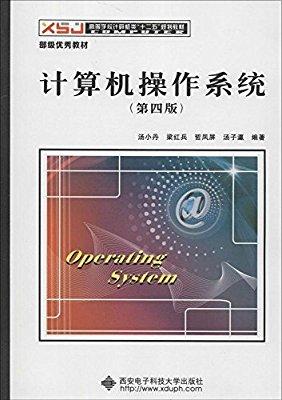 XSJ 高等学校计算机类“十二五”规划教材
COMPUTER
部级优秀教材
计算机操作系统
（第四版）
汤小丹 梁红兵 哲凤屏 汤子瀛 编著
@
Operating
System
西安电子科技大学出版社
http://www.xduph.com